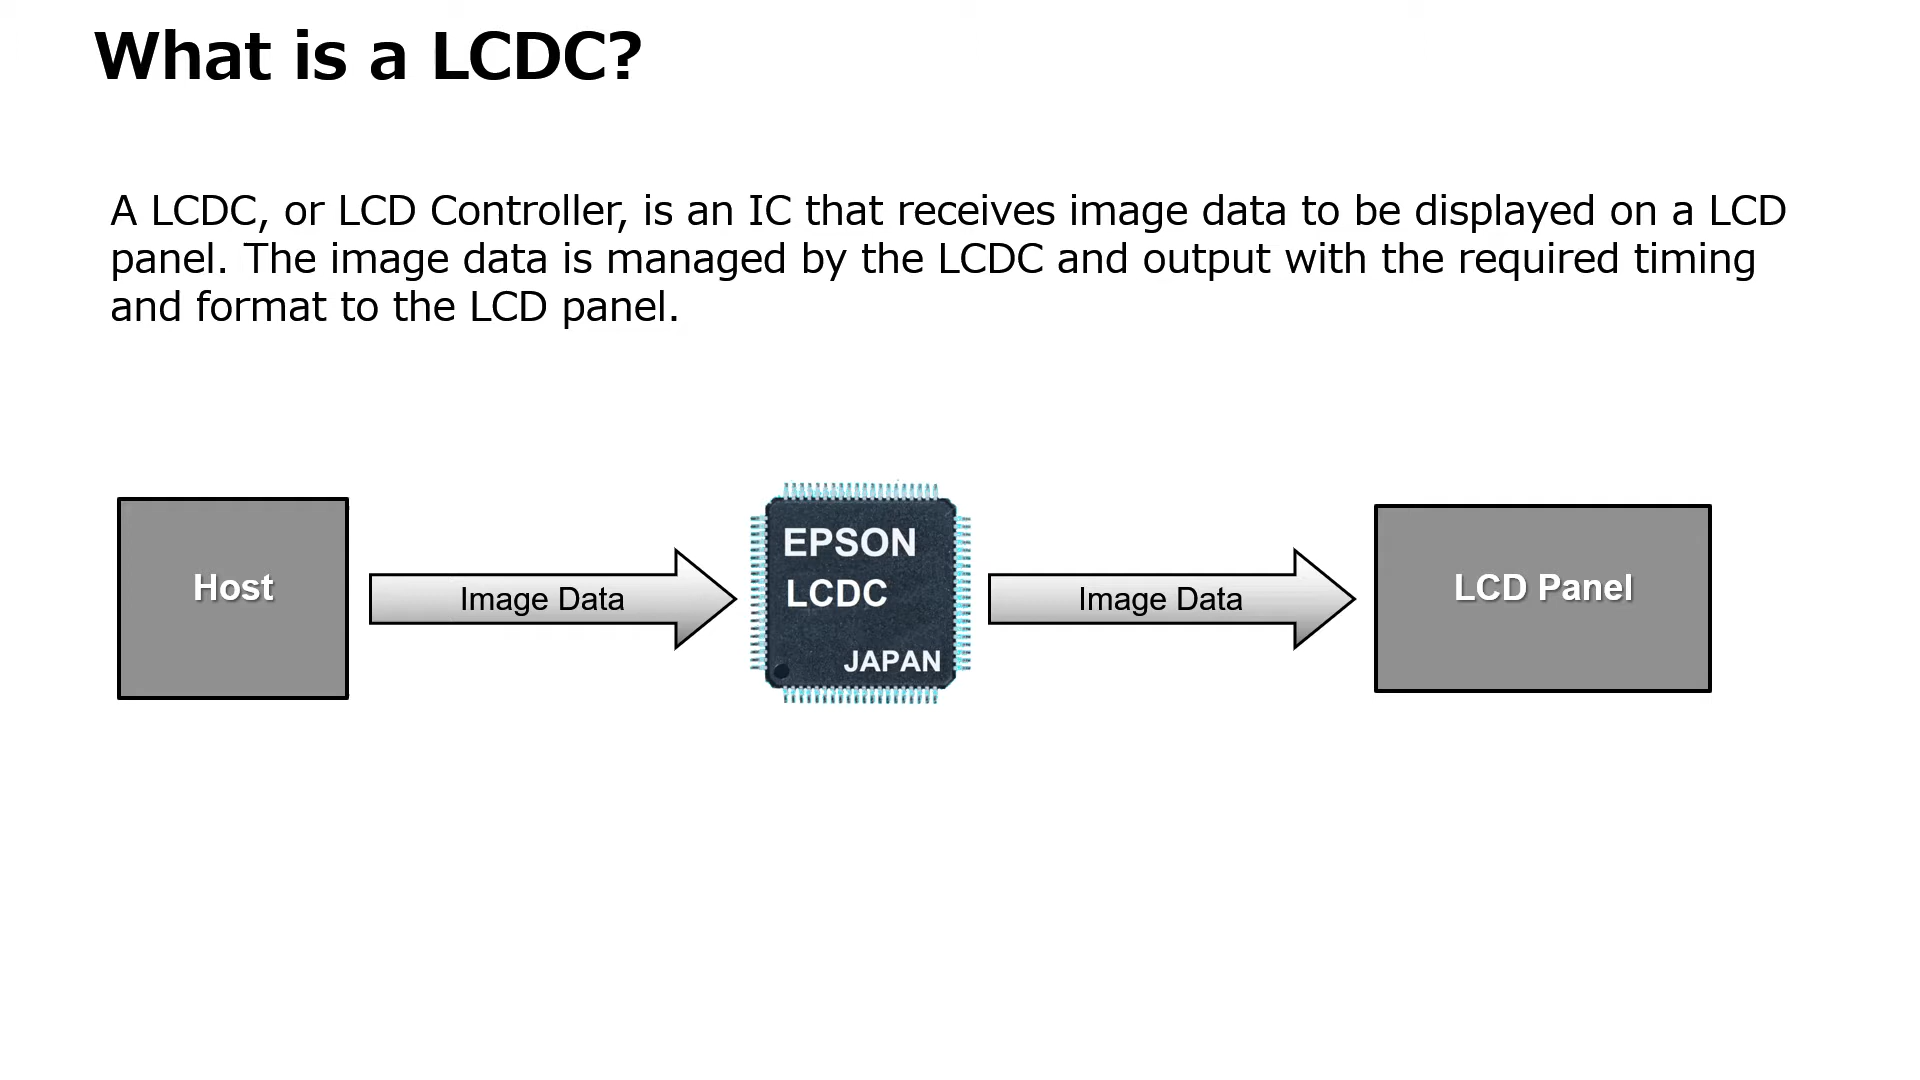 What is a LCDC?
A LCDC, or LCD Controller, is an IC that receives image data to be displayed on a LCD
panel. The image data is managed by the LCDC and output with the required timing
and format to the LCD panel.
Host
Image Data
EPSON
LCDC
JAPAN
Image Data
LCD Panel